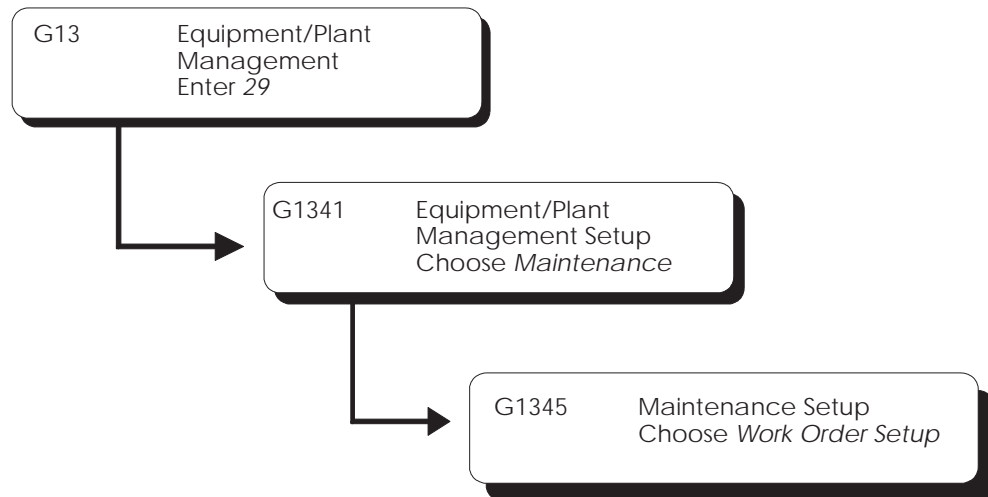 G13 Equipment/Plant
Management
Enter 29
G1341 Equipment/Plant
Management Setup
Choose Maintenance
G1345 Maintenance Setup
Choose Work Order Setup